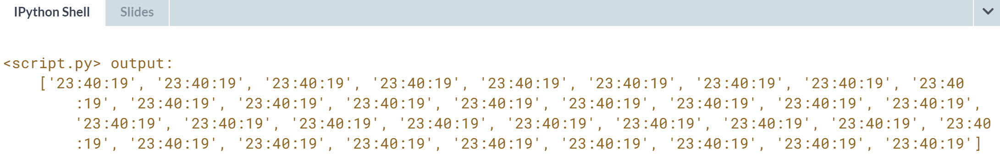 IPython Shell Slides
<script.py> output:
['23:40:19', '23:40:19', '23:40:19', '23:40:19', '23:40:19', '23:40:19', '23:40:19', '23:40:19', '23:40
:19', '23:40:19', '23:40:19', '23:40:19', '23:40:19', '23:40:19', '23:40:19', '23:40:19', '23:40:19',
'23:40:19', '23:40:19', '23:40:19', '23:40:19', '23:40:19', '23:40:19', '23:40:19', '23:40:19', '23:40
:19', '23:40:19', '23:40:19', '23:40:19', '23:40:19', '23:40:19', '23:40:19', '23:40:19', '23:40:19']